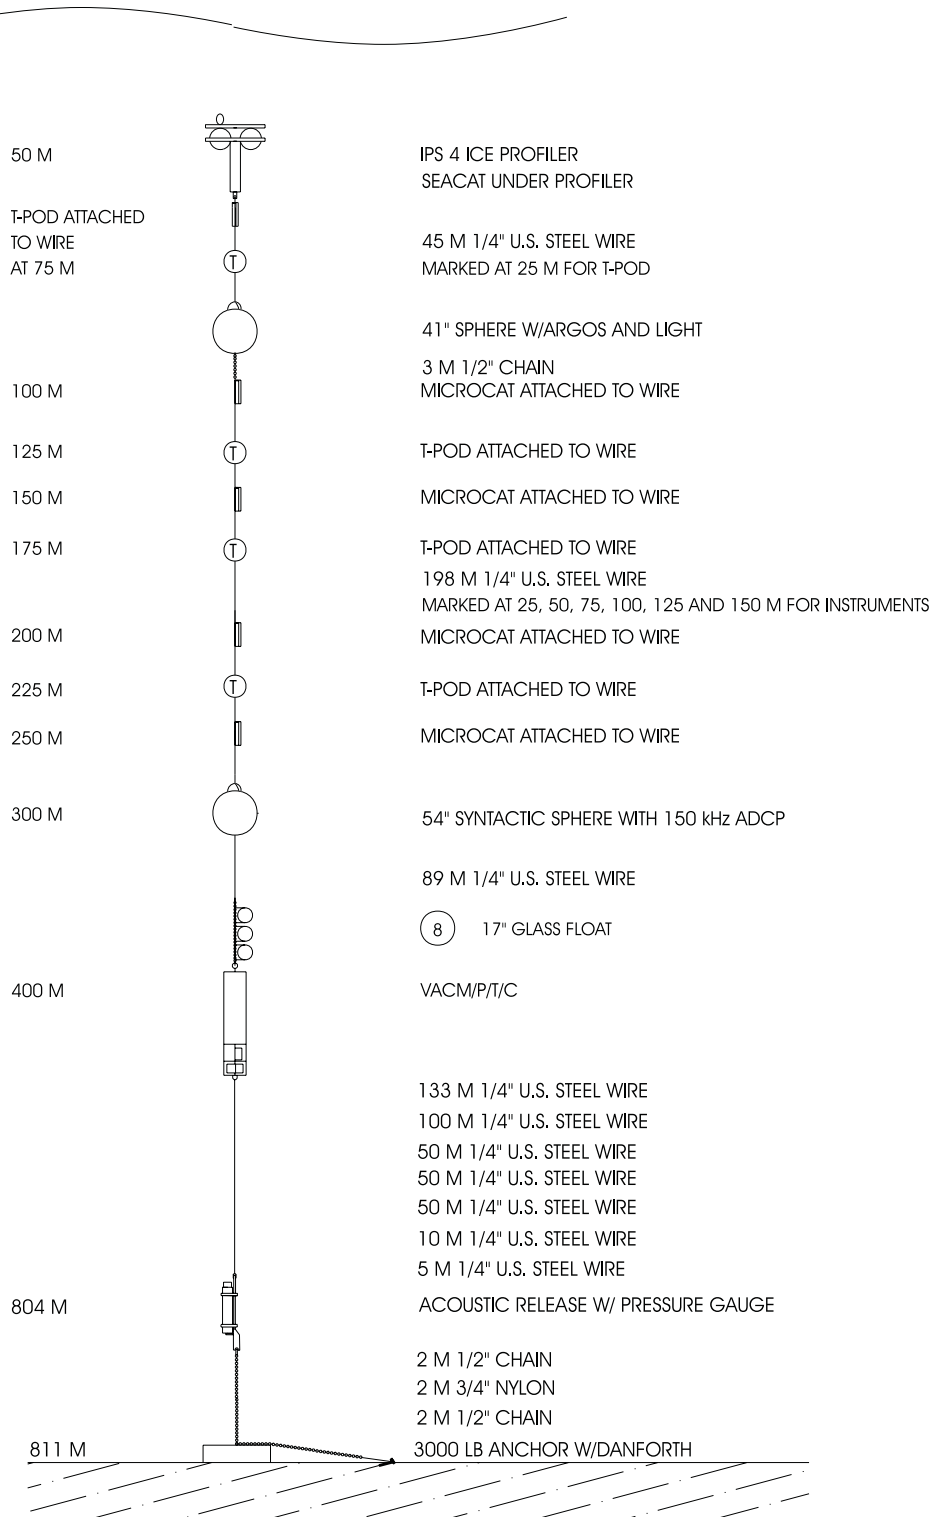 50 M
IPS 4 ICE PROFILER
SEACAT UNDER PROFILER
T-POD ATTACHED
TO WIRE
AT 75 M
45 M 1/4" U.S. STEEL WIRE
MARKED AT 25 M FOR T-POD
T
41" SPHERE W/ARGOS AND LIGHT
3 M 1/2" CHAIN
100 M
MICROCAT ATTACHED TO WIRE
125 M
T
T-POD ATTACHED TO WIRE
150 M
MICROCAT ATTACHED TO WIRE
175 M
T
T-POD ATTACHED TO WIRE
198 M 1/4" U.S. STEEL WIRE
MARKED AT 25, 50, 75, 100, 125 AND 150 M FOR INSTRUMENTS
200 M
MICROCAT ATTACHED TO WIRE
225 M
T
T-POD ATTACHED TO WIRE
250 M
MICROCAT ATTACHED TO WIRE
300 M
54" SYNTACTIC SPHERE WITH 150 kHz ADCP
89 M 1/4" U.S. STEEL WIRE
8 17" GLASS FLOAT
400 M
VACM/P/T/C
133 M 1/4" U.S. STEEL WIRE
100 M 1/4" U.S. STEEL WIRE
50 M 1/4" U.S. STEEL WIRE
50 M 1/4" U.S. STEEL WIRE
50 M 1/4" U.S. STEEL WIRE
10 M 1/4" U.S. STEEL WIRE
5 M 1/4" U.S. STEEL WIRE
804 M
ACOUSTIC RELEASE W/ PRESSURE GAUGE
2 M 1/2" CHAIN
2 M 3/4" NYLON
2 M 1/2" CHAIN
811 M
3000 LB ANCHOR W/DANFORTH